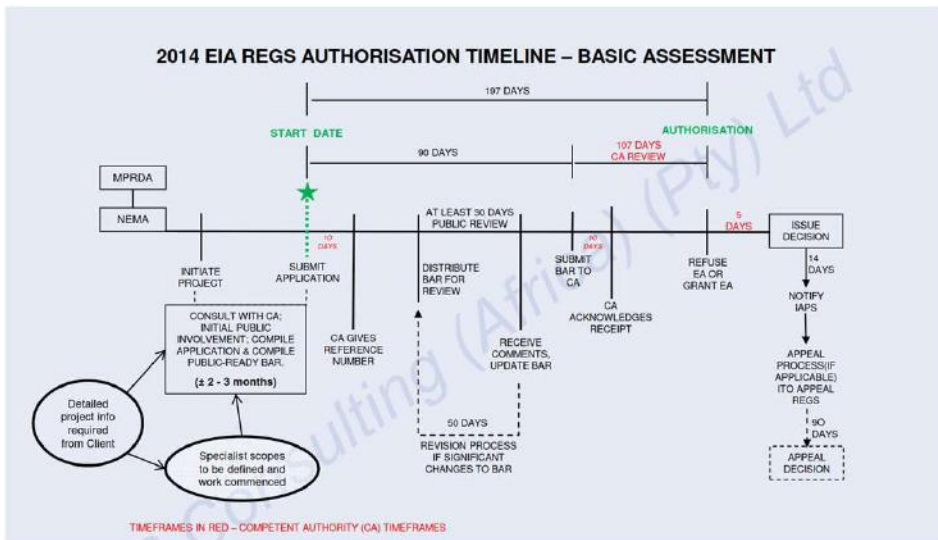 2014 EIA REGS AUTHORISATION TIMELINE – BASIC ASSESSMENT
197 DAYS
START DATE
AUTHORISATION
90 DAYS
107 DAYS
CA REVIEW
MPRDA
NEMA
10
DAYS
AT LEAST 30 DAYS
PUBLIC REVIEW
10
DAYS
5
DAYS
ISSUE
DECISION
INITIATE
PROJECT
SUBMIT
APPLICATION
DISTRIBUTE
BAR FOR
REVIEW
SUBMIT
BAR TO
CA
REFUSE
EA OR
GRANT EA
14
DAYS
NOTIFY
IAPS
CONSULT WITH CA;
INITIAL PUBLIC
INVOLVEMENT; COMPILE
APPLICATION & COMPILE
PUBLIC-READY BAR.
(± 2 - 3 months)
CA GIVES
REFERENCE
NUMBER
RECEIVE
COMMENTS,
UPDATE BAR
CA
ACKNOWLEDGES
RECEIPT
APPEAL
PROCESS(IF
APPLICABLE)
ITO APPEAL
REGS
Detailed
project info
required
from Client
50 DAYS
REVISION PROCESS
IF SIGNIFICANT
CHANGES TO BAR
90
DAYS
APPEAL
DECISION
Specialist scopes
to be defined and
work commenced
TIMEFRAMES IN RED – COMPETENT AUTHORITY (CA) TIMEFRAMES
Consulting (Africa) (Pty) Ltd